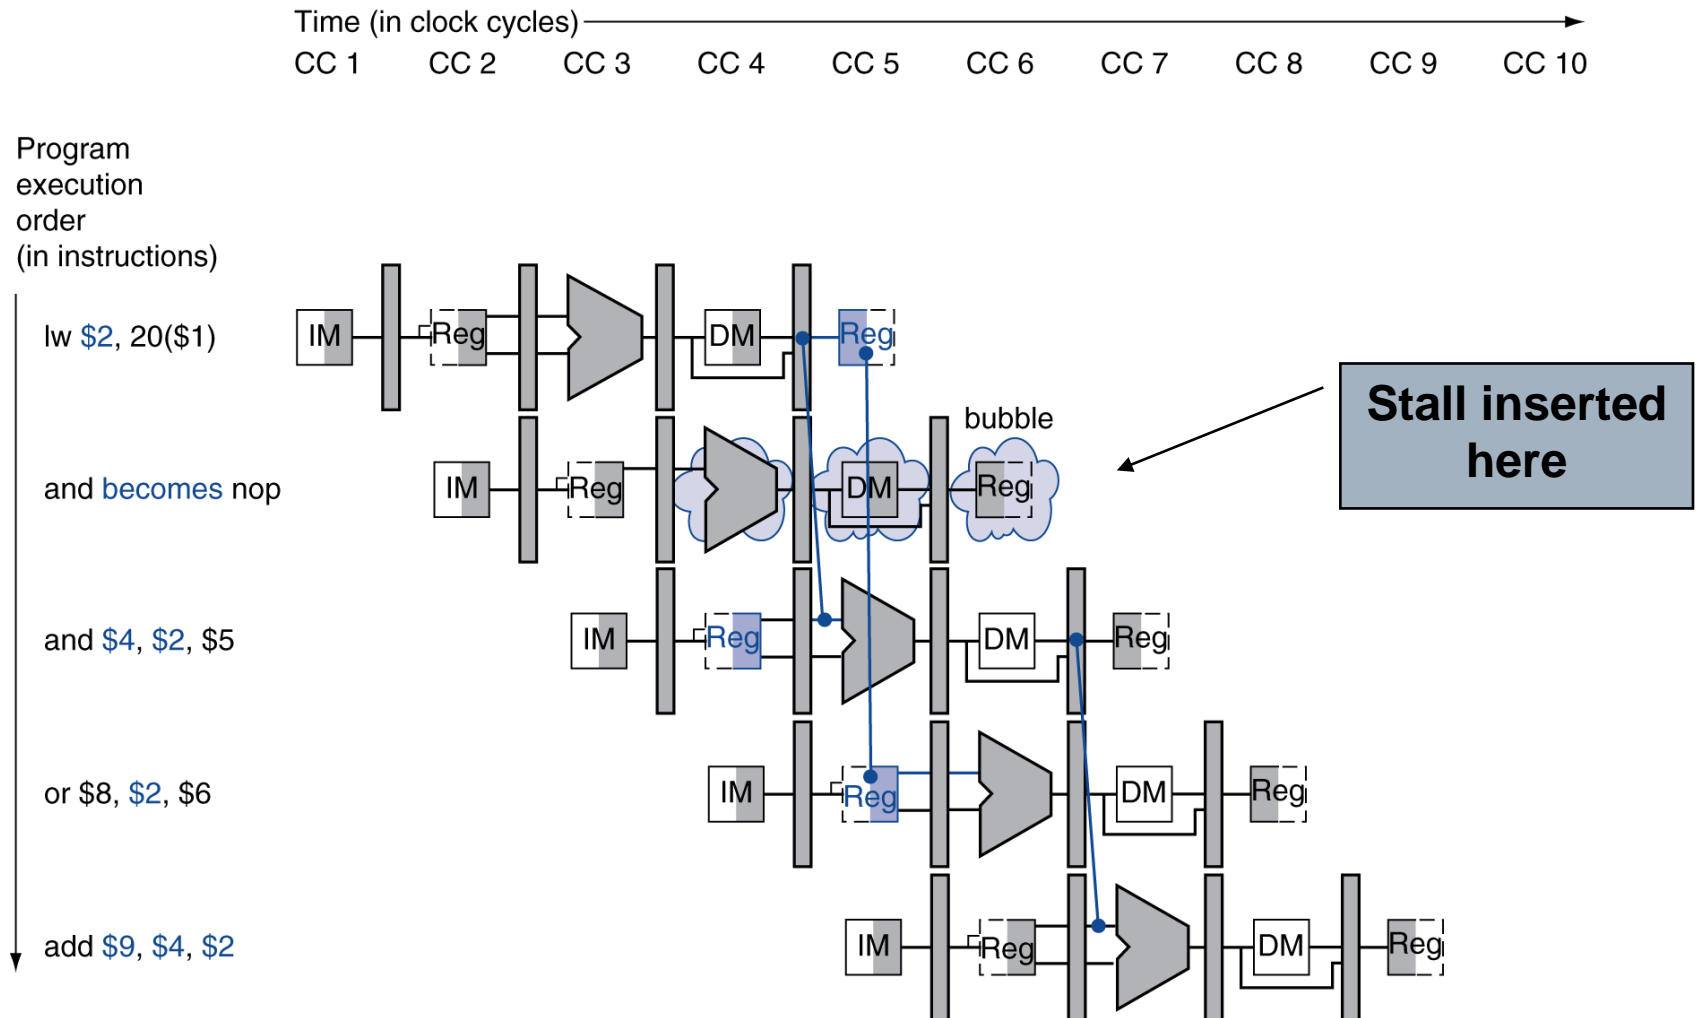 Time (in clock cycles)
CC 1 CC 2 CC 3 CC 4 CC 5 CC 6 CC 7 CC 8 CC 9 CC 10
Program
execution
order
(in instructions)
lw $2, 20($1)
IM Reg DM Reg
Stall inserted
here
bubble
and becomes nop
IM Reg DM Reg
and $4, $2, $5
IM Reg DM Reg
or $8, $2, $6
IM Reg DM Reg
add $9, $4, $2
IM Reg DM Reg